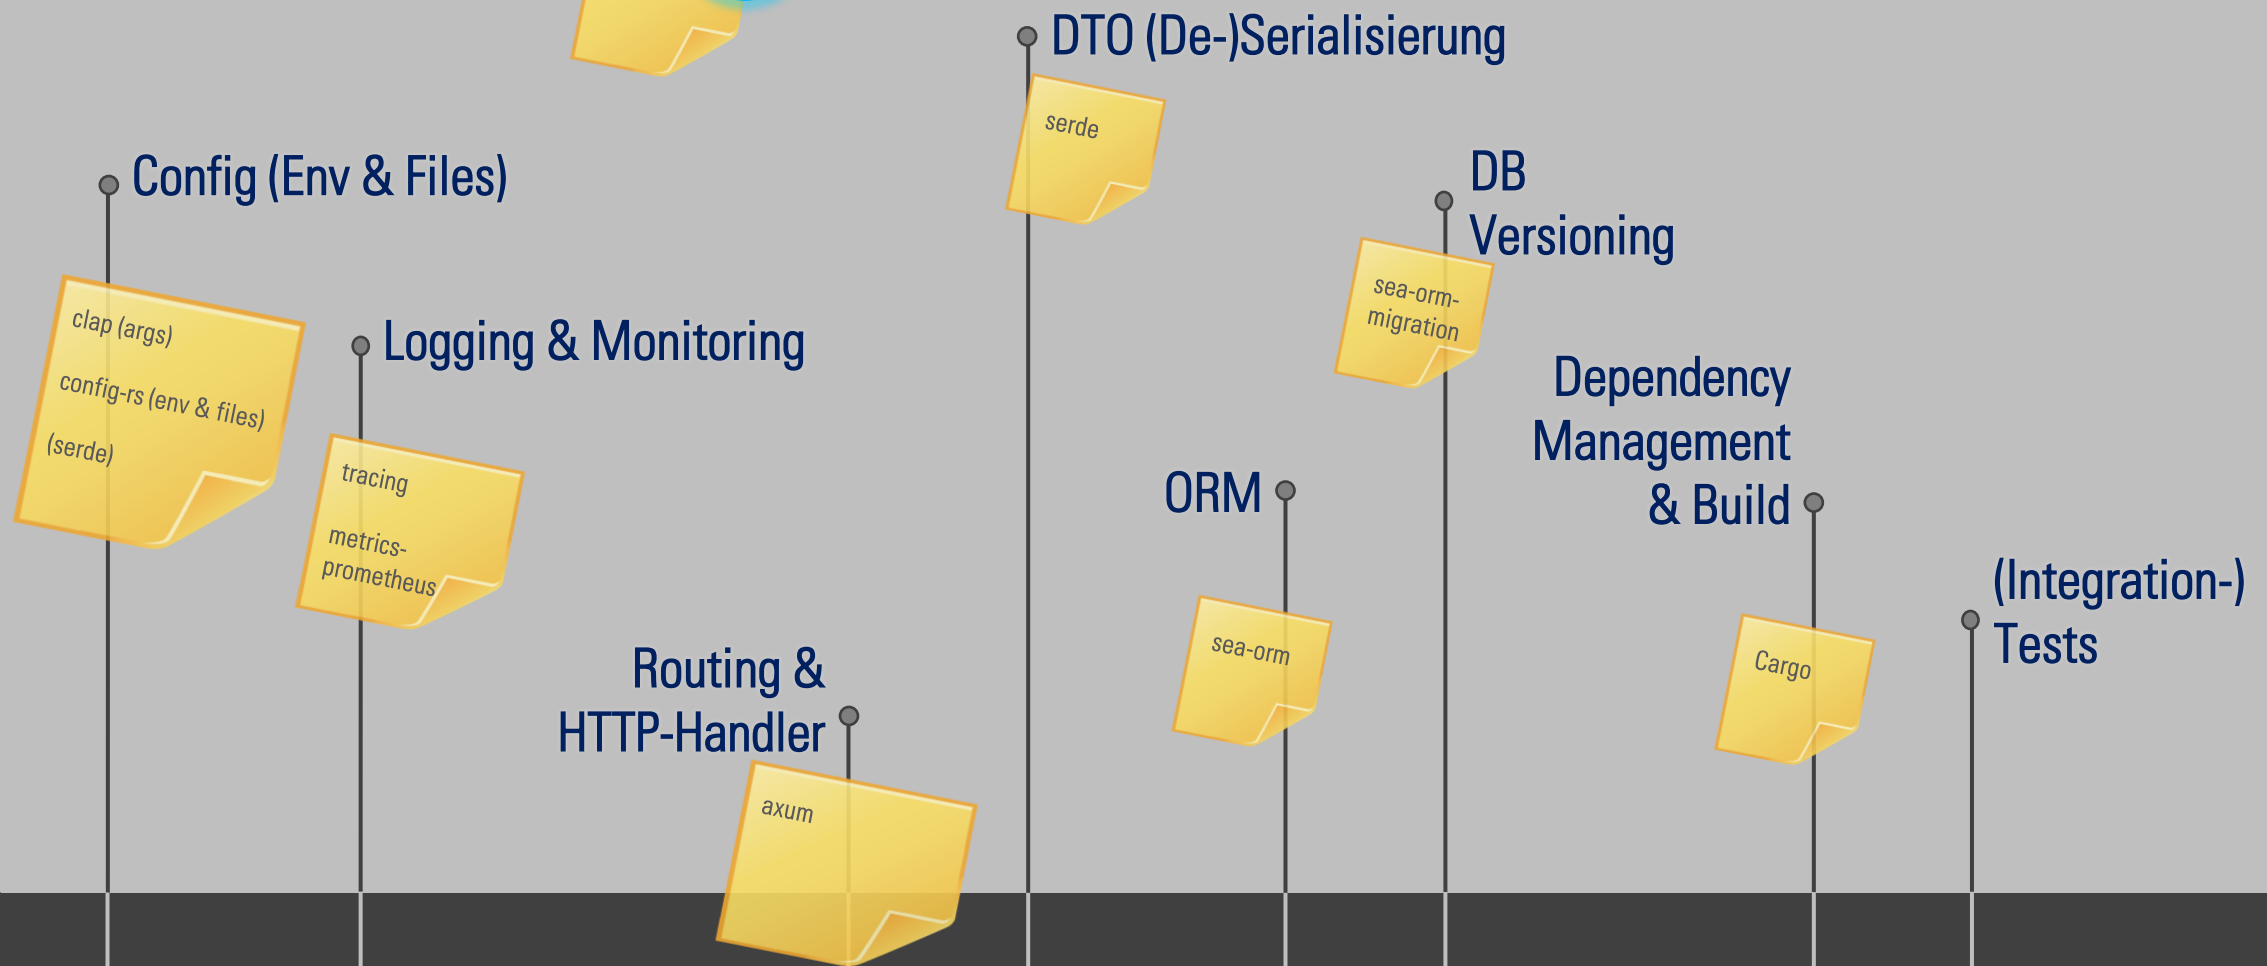 DTO (De-)Serialisierung
serde
Config (Env & Files)
clap (args)
config-rs (env & files)
(serde)
DB
Versioning
sea-orm-
migration
Logging & Monitoring
tracing
metrics-
prometheus
Dependency
Management
& Build
Cargo
ORM
sea-orm
(Integration-)
Tests
Routing &
HTTP-Handler
axum